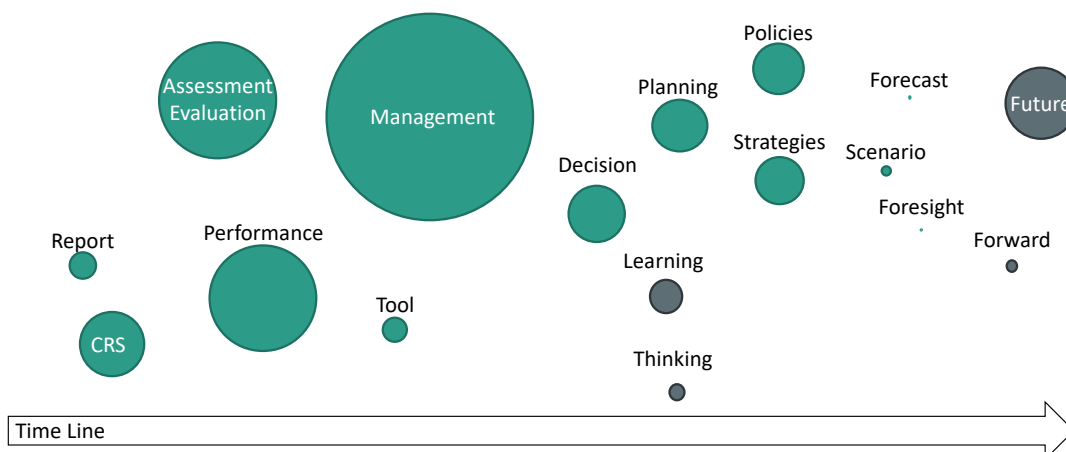 Policies
Forecast
Assessment
Evaluation
Management
Planning
Future
Decision
Strategies
Scenario
Foresight
Report
Performance
Learning
Forward
Tool
CRS
Thinking
Time Line